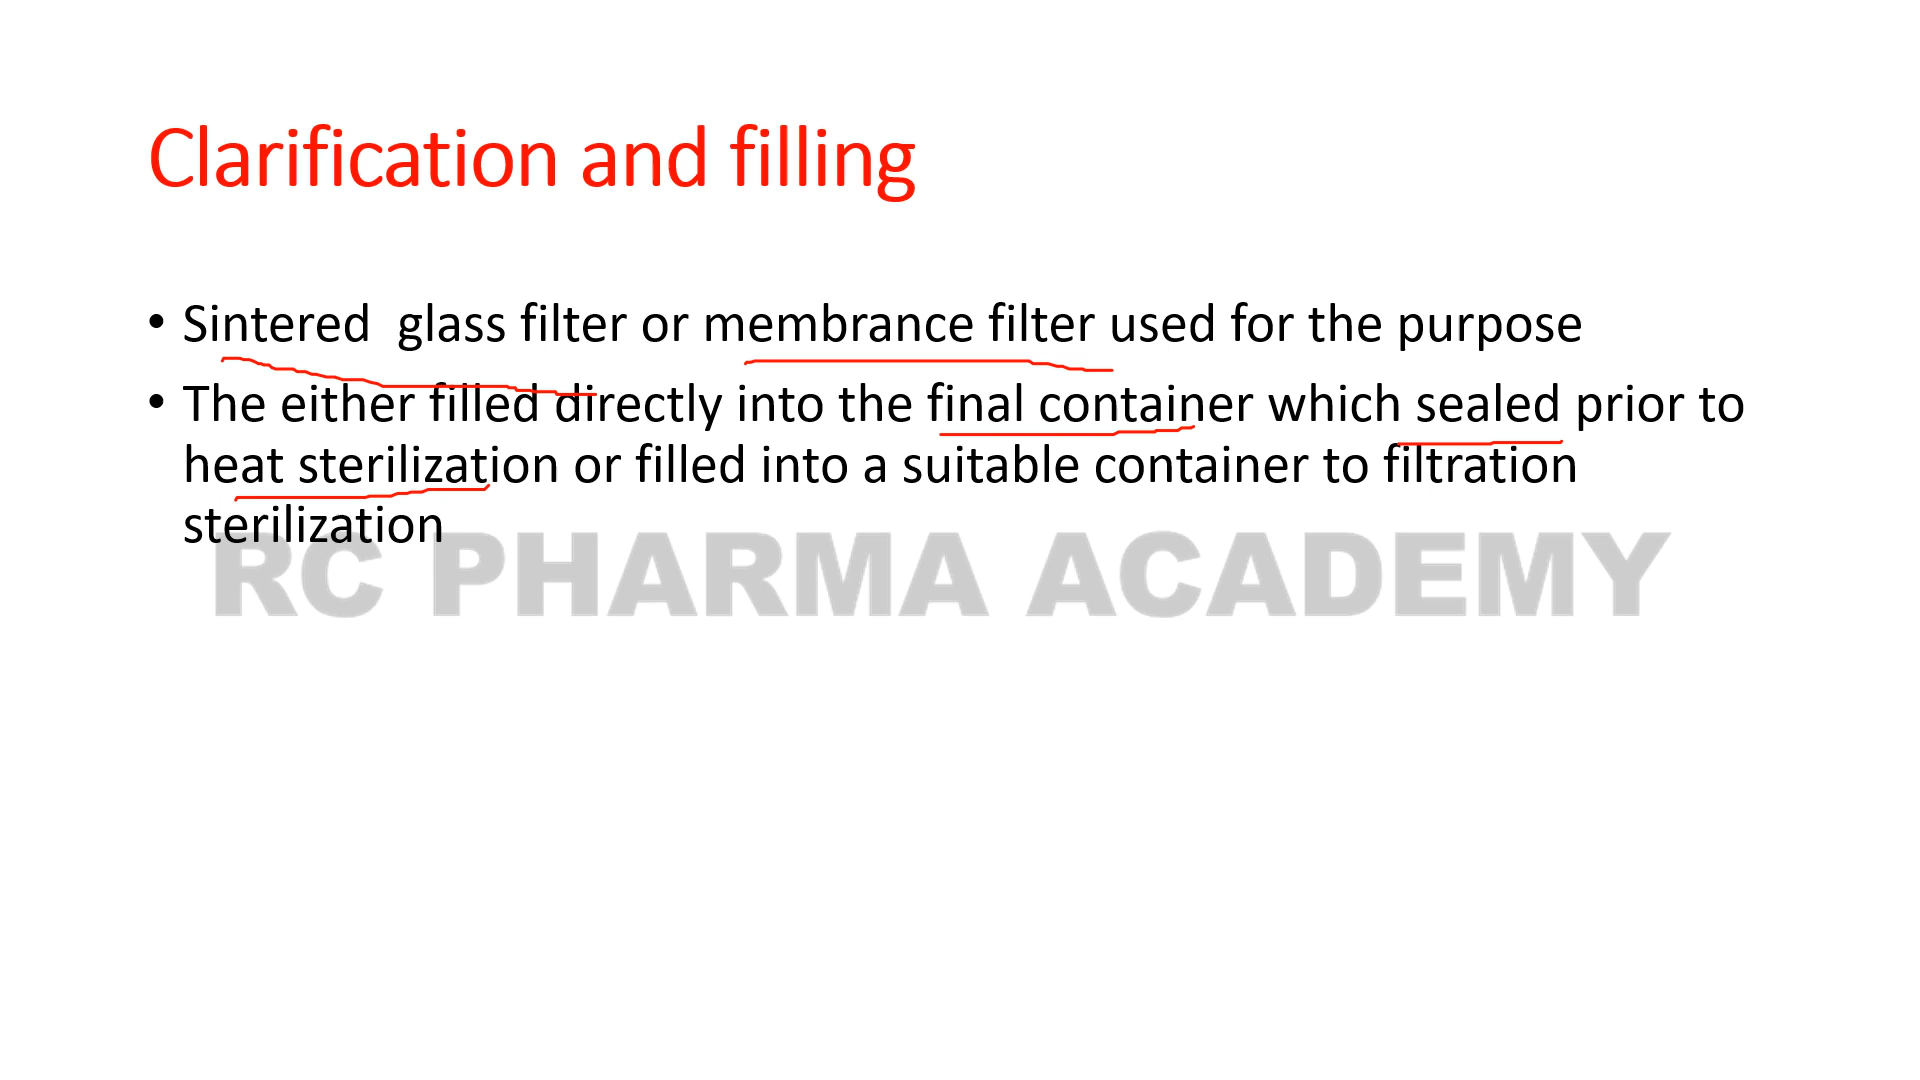 Clarification and filling
• Sintered  glass filter or membrance filter used for the purpose
• The either filled directly into the final container which sealed prior to
heat sterilization or filled into a suitable container to filtration
sterilization
RC PHARMA ACADEMY